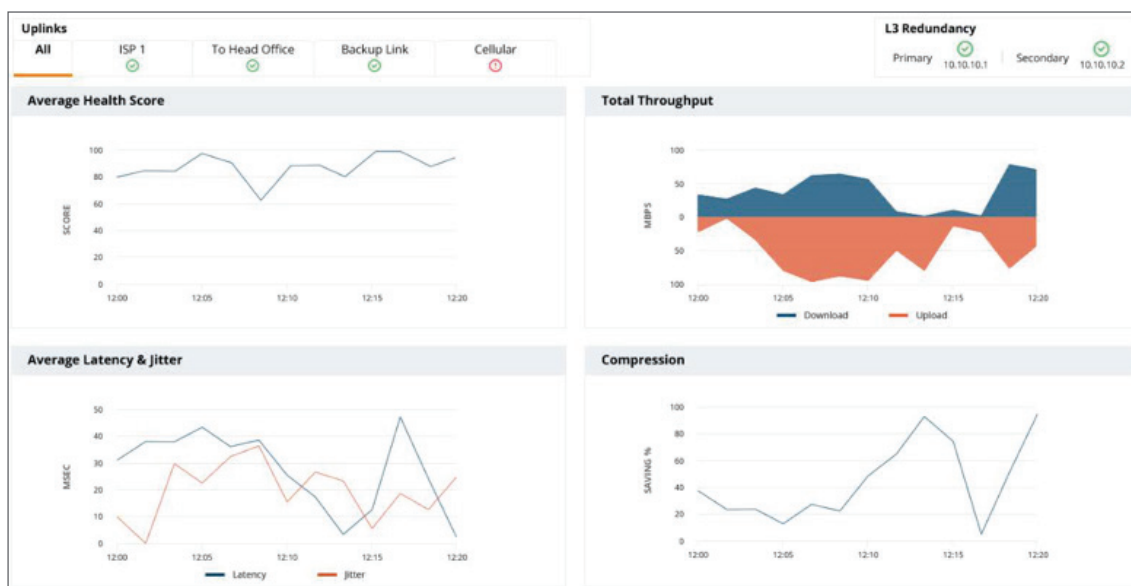 Uplinks
All ISP 1 To Head Office Backup Link Cellular
L3 Redundancy
Primary 10.10.10.1 Secondary 10.10.10.2
Average Health Score
100
80
60
40
20
0
SCORE
12:00 12:05 12:10 12:15 12:20
Total Throughput
100
50
0
50
100
MBPS
12:00 12:05 12:10 12:15 12:20
Download Upload
Average Latency & Jitter
50
40
30
20
10
0
MSEC
12:00 12:05 12:10 12:15 12:20
Latency Jitter
Compression
100
80
60
40
20
0
SAVING %
12:00 12:05 12:10 12:15 12:20